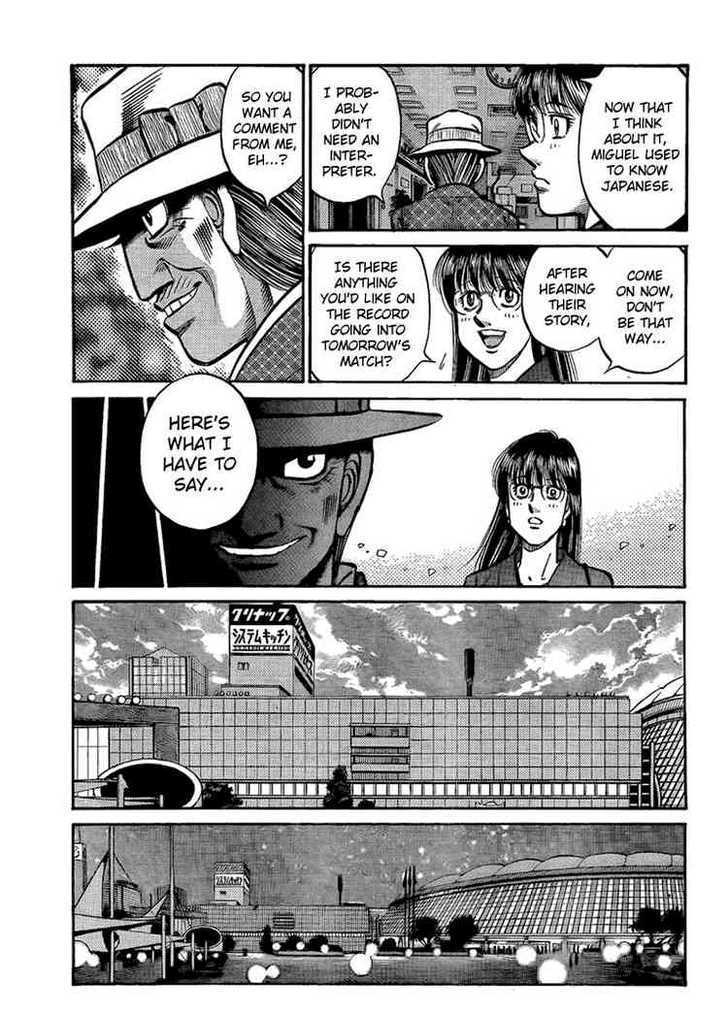 NOW THAT
I THINK
ABOUT IT,
MIGUEL USED
TO KNOW
JAPANESE.
I PROB-
ABLY
DIDN'T
NEED AN
INTER-
PRETER.
SO YOU
WANT A
COMMENT
FROM ME,
EH...?
COME
ON NOW,
DON'T
BE THAT
WAY...
AFTER
HEARING
THEIR
STORY,
IS THERE
ANYTHING
YOU'D LIKE ON
THE RECORD
GOING INTO
TOMORROW'S
MATCH?
HERE'S
WHAT I
HAVE TO
SAY...
クリナップ
システムキッチン